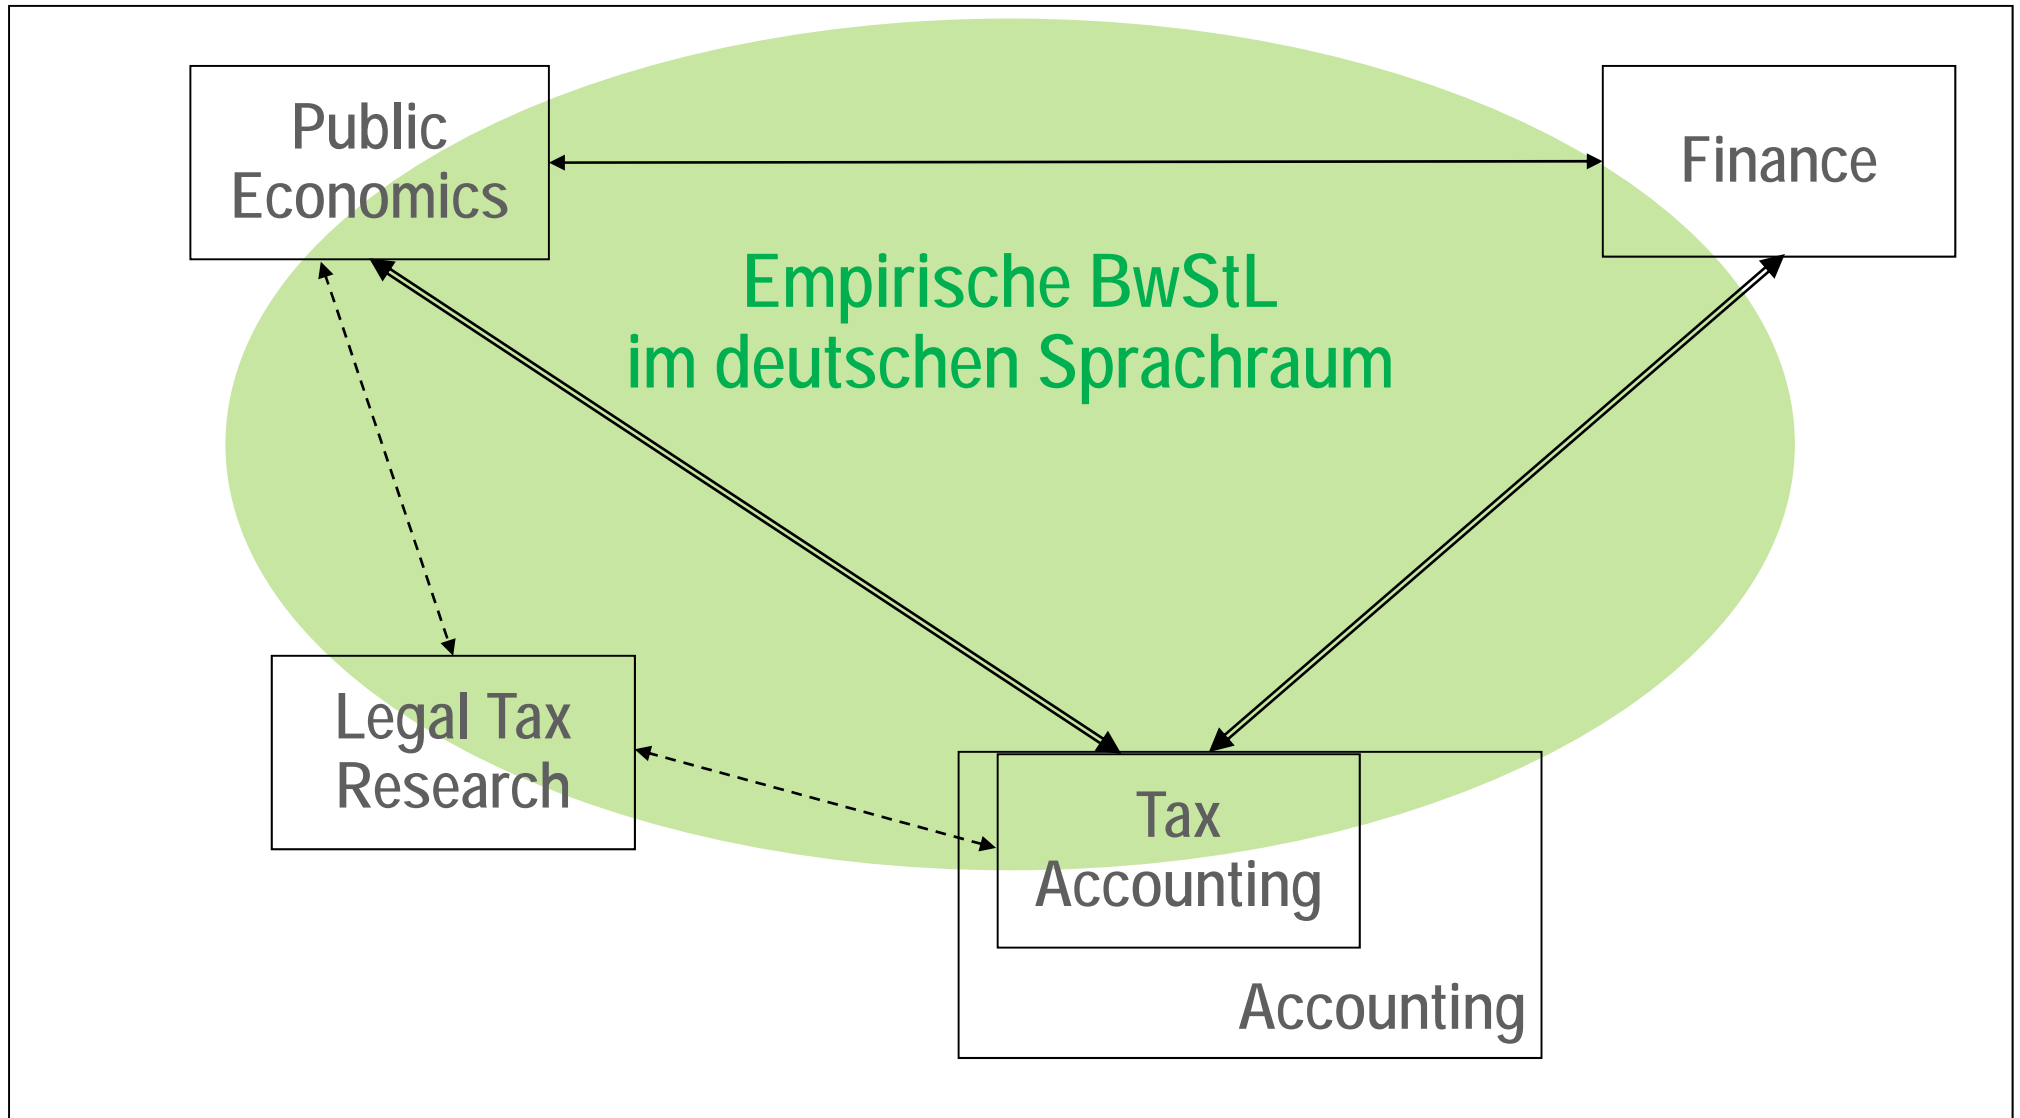 Public
Economics
Finance
Empirische BwStL
im deutschen Sprachraum
Legal Tax
Research
Tax
Accounting
Accounting